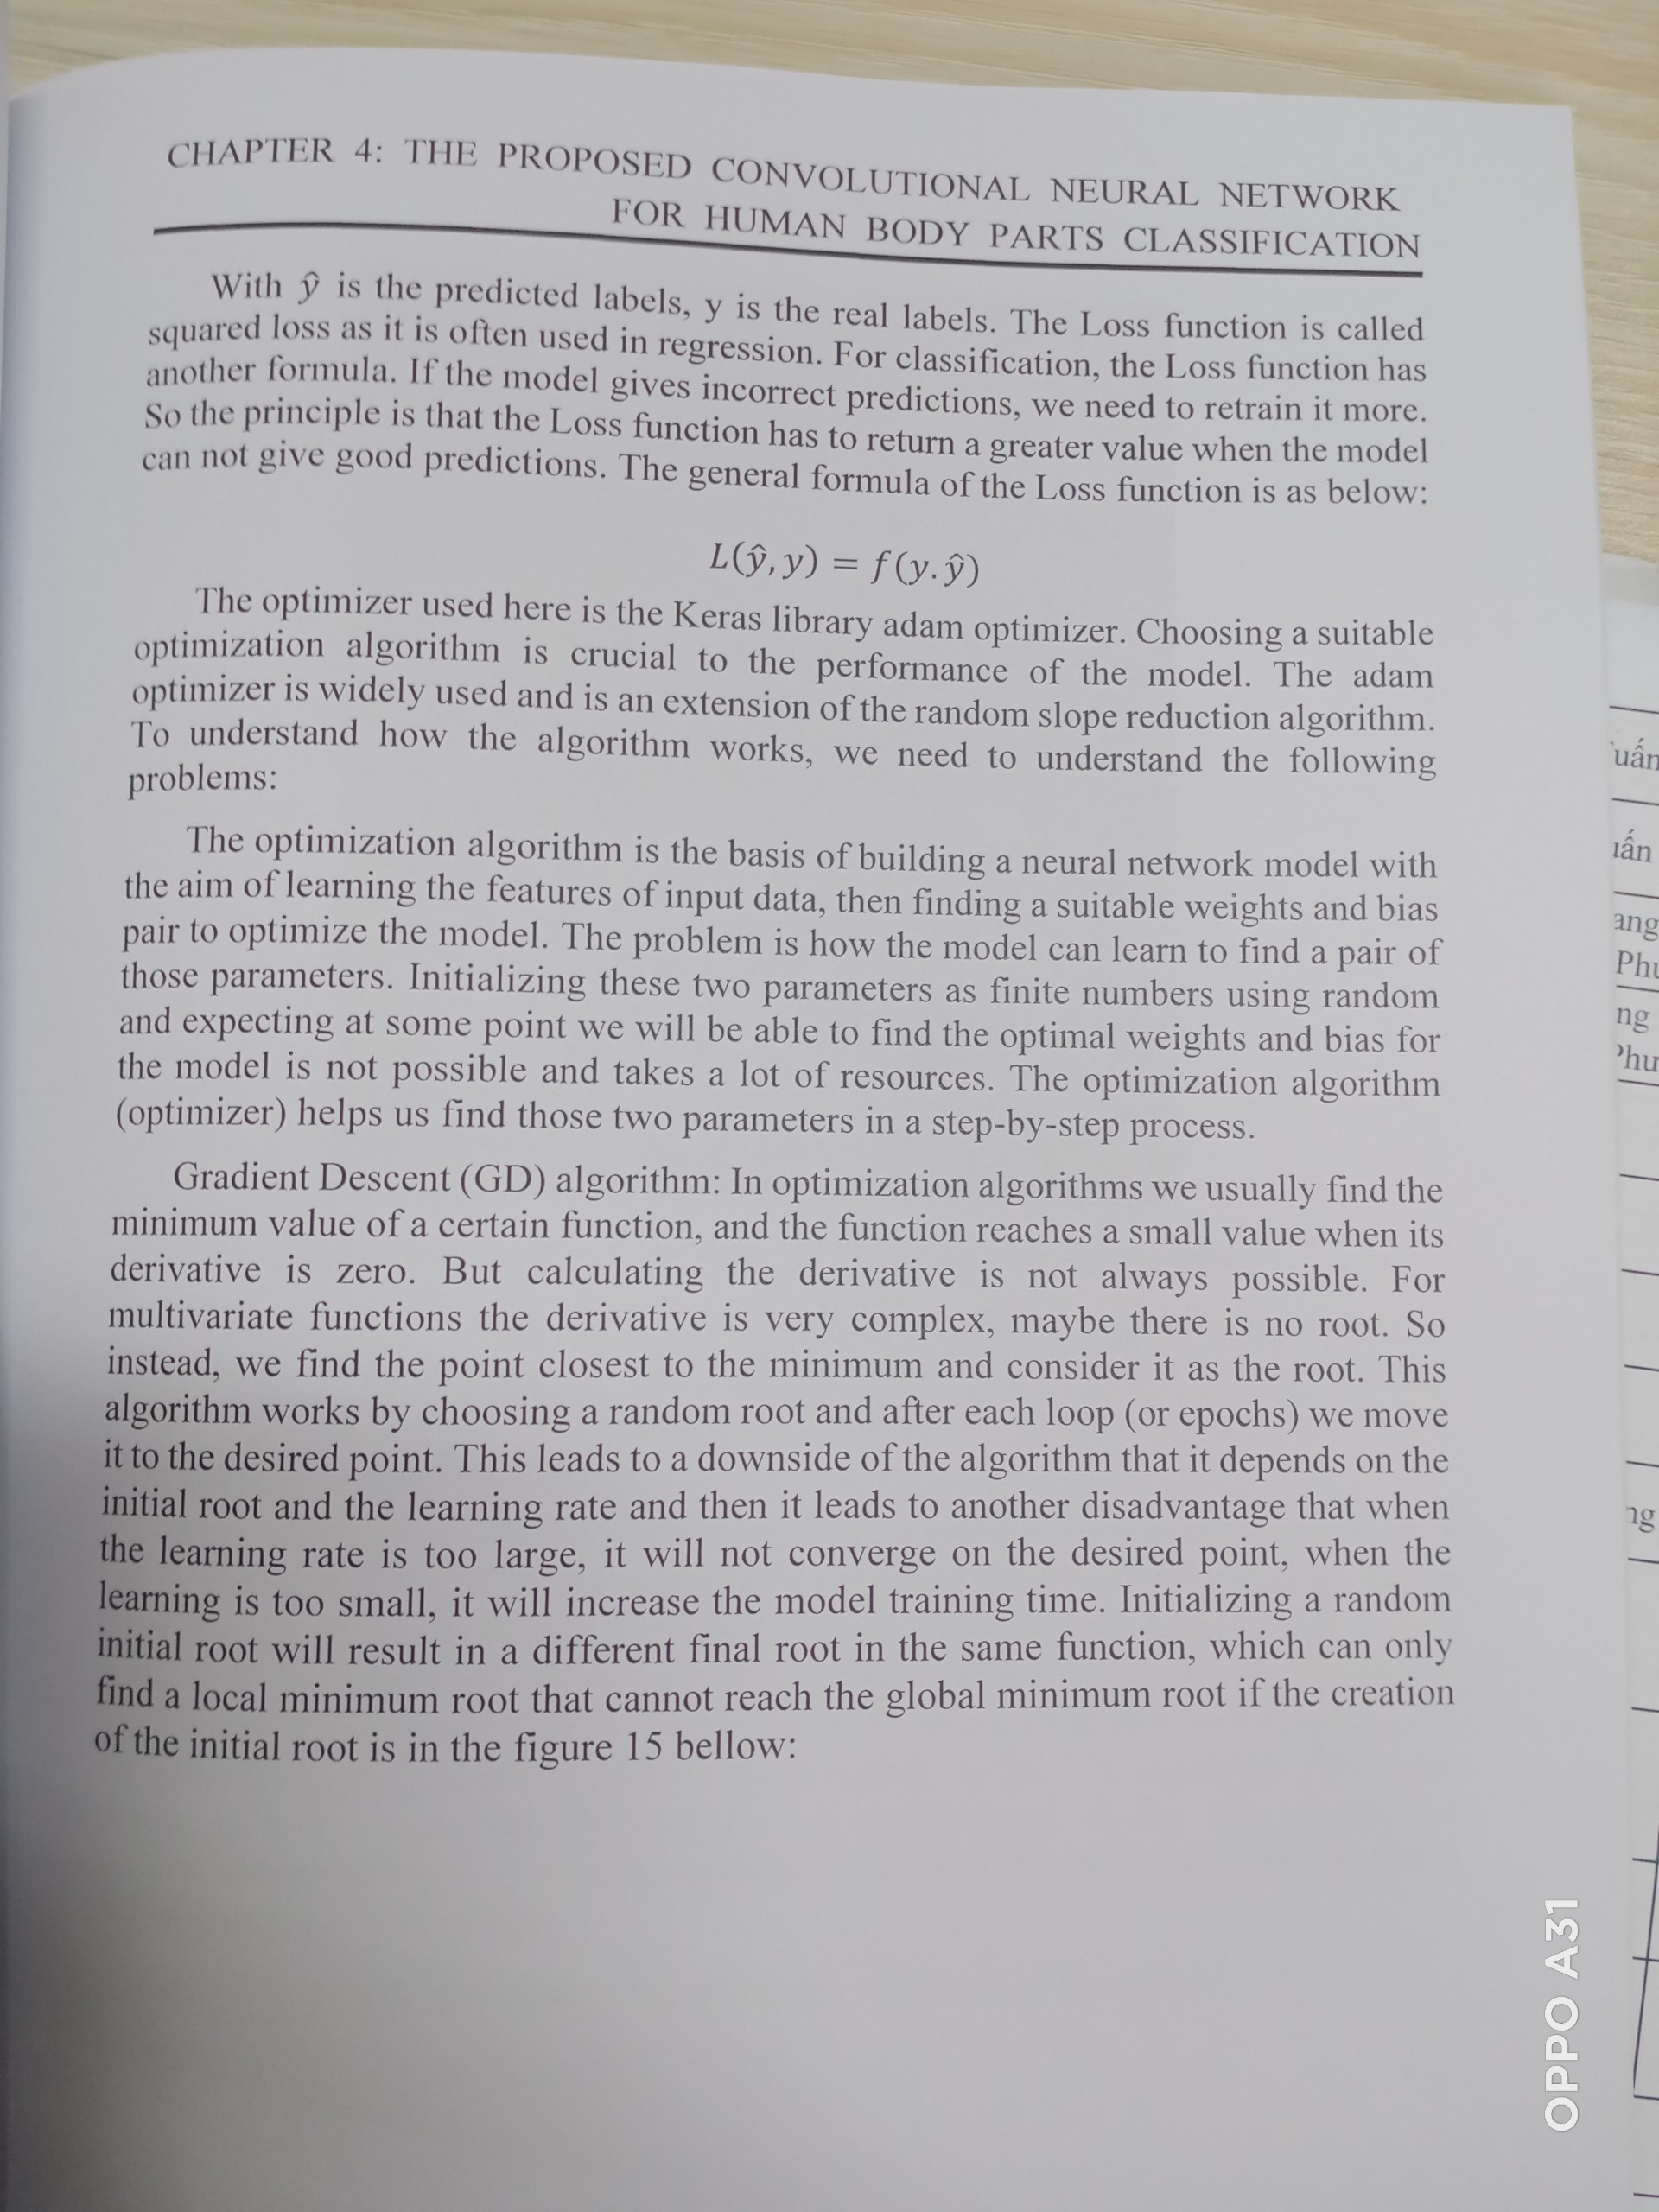 CHAPTER 4: THE PROPOSED CONVOLUTIONAL NEURAL NETWORK
FOR HUMAN BODY PARTS CLASSIFICATION
With ŷ is the predicted labels, y is the real labels. The Loss function is called
squared loss as it is often used in regression. For classification, the Loss function has
another formula. If the model gives incorrect predictions, we need to retrain it more.
So the principle is that the Loss function has to return a greater value when the model
can not give good predictions. The general formula of the Loss function is as below:
L(ŷ, y) = f(y. ŷ)
The optimizer used here is the Keras library adam optimizer. Choosing a suitable
optimization algorithm is crucial to the performance of the model. The adam
optimizer is widely used and is an extension of the random slope reduction algorithm.
To understand how the algorithm works, we need to understand the following
problems:
The optimization algorithm is the basis of building a neural network model with
the aim of learning the features of input data, then finding a suitable weights and bias
pair to optimize the model. The problem is how the model can learn to find a pair of
those parameters. Initializing these two parameters as finite numbers using random
and expecting at some point we will be able to find the optimal weights and bias for
the model is not possible and takes a lot of resources. The optimization algorithm
(optimizer) helps us find those two parameters in a step-by-step process.
Gradient Descent (GD) algorithm: In optimization algorithms we usually find the
minimum value of a certain function, and the function reaches a small value when its
derivative is zero. But calculating the derivative is not always possible. For
multivariate functions the derivative is very complex, maybe there is no root. So
instead, we find the point closest to the minimum and consider it as the root. This
algorithm works by choosing a random root and after each loop (or epochs) we move
it to the desired point. This leads to a downside of the algorithm that it depends on the
initial root and the learning rate and then it leads to another disadvantage that when
the learning rate is too large, it will not converge on the desired point, when the
learning is too small, it will increase the model training time. Initializing a random
initial root will result in a different final root in the same function, which can only
find a local minimum root that cannot reach the global minimum root if the creation
of the initial root is in the figure 15 bellow:
OPPO A31